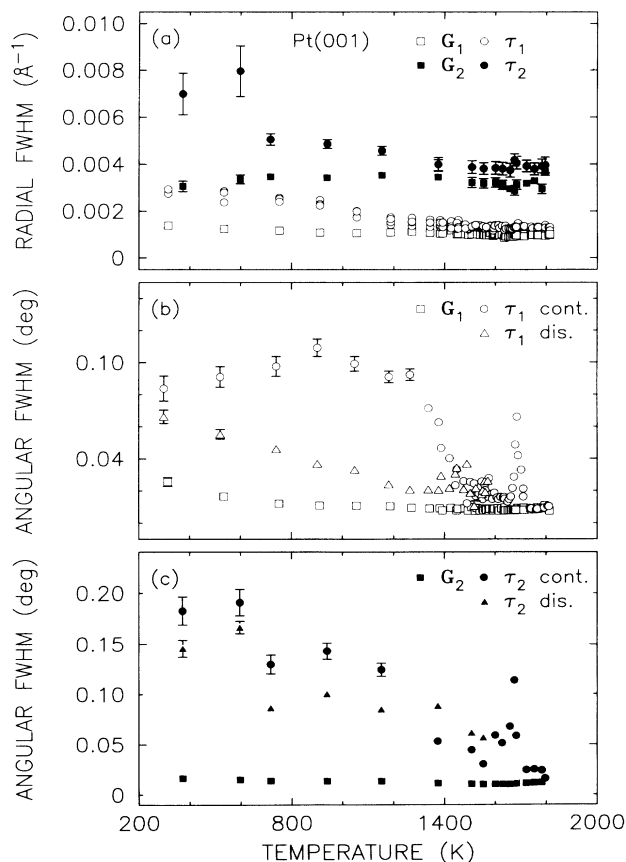 (a) Pt(001) □ G₁ ○ τ₁
■ G₂ ● τ₂
RADIAL FWHM (Å⁻¹)
0.010
0.008
0.006
0.004
0.002
0
(b) □ G₁ ○ τ₁ cont.
△ τ₁ dis.
ANGULAR FWHM (deg)
0.10
0.04
(c) ■ G₂ ● τ₂ cont.
▲ τ₂ dis.
ANGULAR FWHM (deg)
0.20
0.15
0.10
0.05
0
200 800 1400 2000
TEMPERATURE (K)